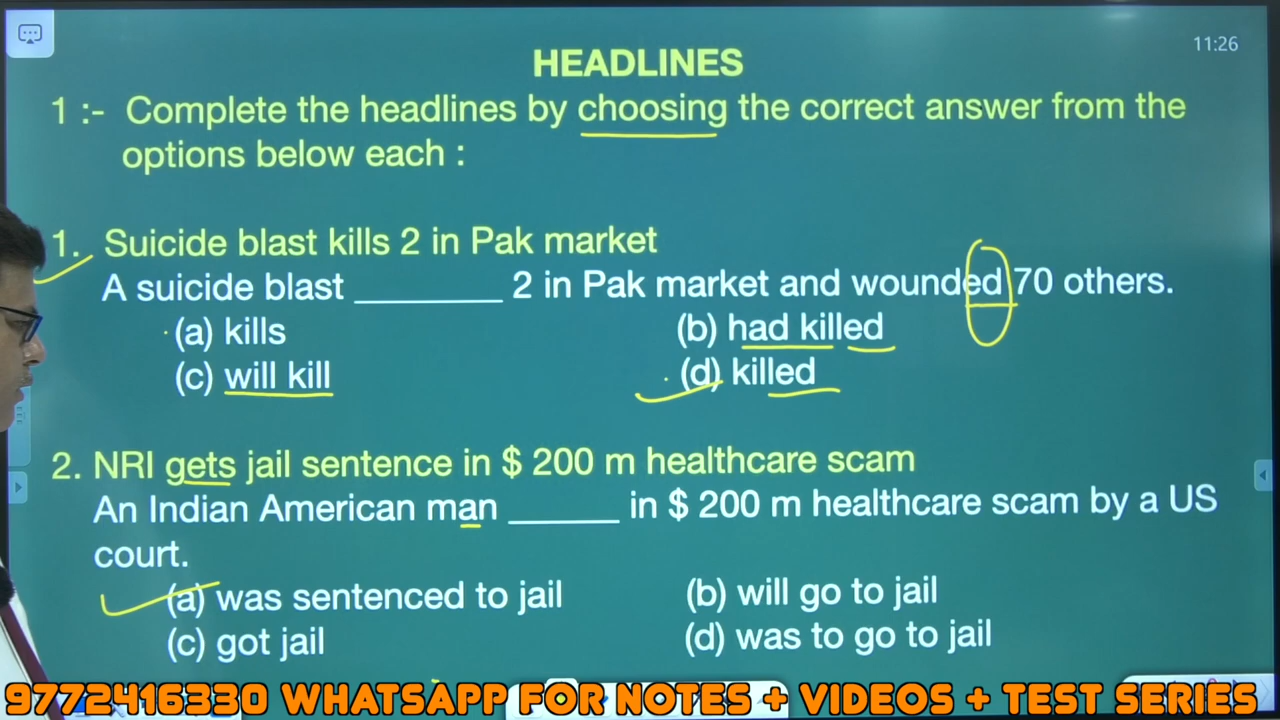 11:26
HEADLINES
1 :- Complete the headlines by choosing the correct answer from the
options below each :
1. Suicide blast kills 2 in Pak market
A suicide blast _________ 2 in Pak market and wounded 70 others.
(a) kills (b) had killed
(c) will kill (d) killed
2. NRI gets jail sentence in $ 200 m healthcare scam
An Indian American man _______ in $ 200 m healthcare scam by a US
court.
(a) was sentenced to jail (b) will go to jail
(c) got jail (d) was to go to jail
9772416330 WHATSAPP FOR NOTES + VIDEOS + TEST SERIES